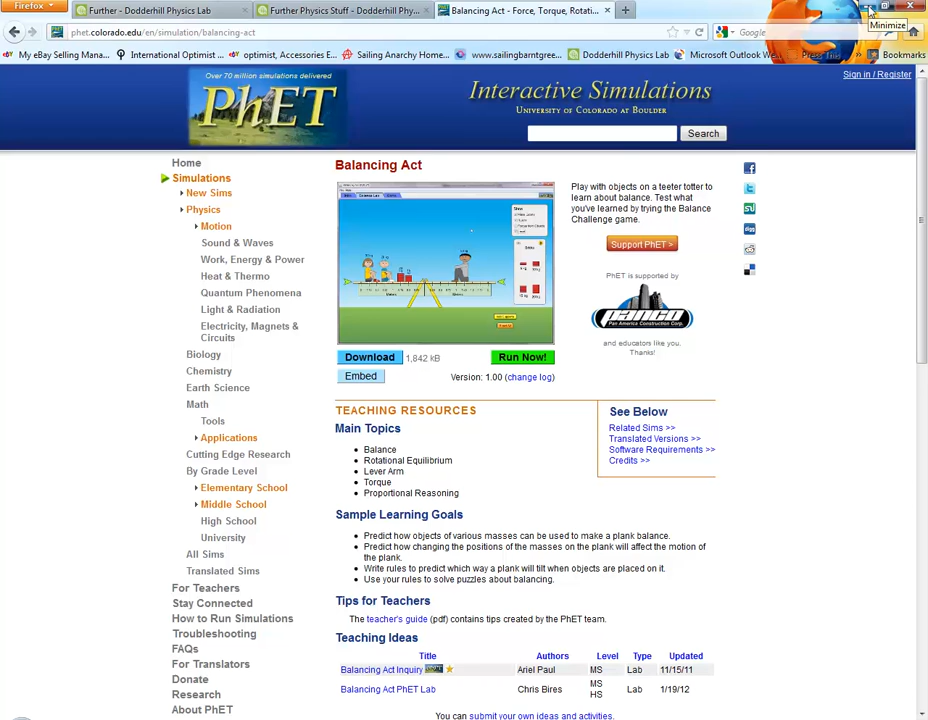 Firefox
Further - Dodderhill Physics Lab
Further Physics Stuff - Dodderhill Phy...
Balancing Act - Force, Torque, Rotati...
phet.colorado.edu/en/simulation/balancing-act
Google
Minimize
My eBay Selling Mana...
optimist, Accessories E...
Sailing Anarchy Home...
www.sailingbarntgree...
Dodderhill Physics Lab
Microsoft Outlook We...
Press This
Bookmarks
Sign in / Register
Over 70 million simulations delivered
PhET
Interactive Simulations
University of Colorado at Boulder
Search
Home
Simulations
New Sims
Physics
Motion
Sound & Waves
Work, Energy & Power
Heat & Thermo
Quantum Phenomena
Light & Radiation
Electricity, Magnets &
Circuits
Biology
Chemistry
Earth Science
Math
Tools
Applications
Cutting Edge Research
By Grade Level
Elementary School
Middle School
High School
University
All Sims
Translated Sims
For Teachers
Stay Connected
How to Run Simulations
Troubleshooting
FAQs
For Translators
Donate
Research
About PhET
Balancing Act
Play with objects on a teeter totter to
learn about balance. Test what
you've learned by trying the Balance
Challenge game.
Support PhET >
PhET is supported by
PANCO
Pan America Construction Corp.
and educators like you.
Thanks!
Download
1,842 kB
Run Now!
Embed
Version: 1.00 (change log)
TEACHING RESOURCES
Main Topics
Balance
Rotational Equilibrium
Lever Arm
Torque
Proportional Reasoning
See Below
Related Sims >>
Translated Versions >>
Software Requirements >>
Credits >>
Sample Learning Goals
Predict how objects of various masses can be used to make a plank balance.
Predict how changing the positions of the masses on the plank will affect the motion of
the plank.
Write rules to predict which way a plank will tilt when objects are placed on it.
Use your rules to solve puzzles about balancing.
Tips for Teachers
The teacher's guide (pdf) contains tips created by the PhET team.
Teaching Ideas
Title Authors Level Type Updated
Balancing Act Inquiry Ariel Paul MS Lab 11/15/11
Balancing Act PhET Lab Chris Bires MS HS Lab 1/19/12
You can submit your own ideas and activities.